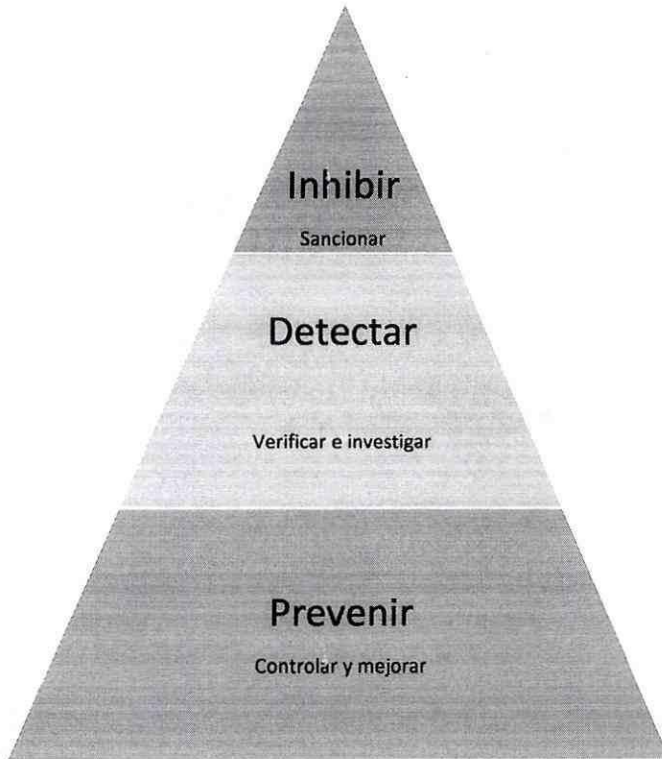 Inhibir
Sancionar
Detectar
Verificar e investigar
Prevenir
Controlar y mejorar